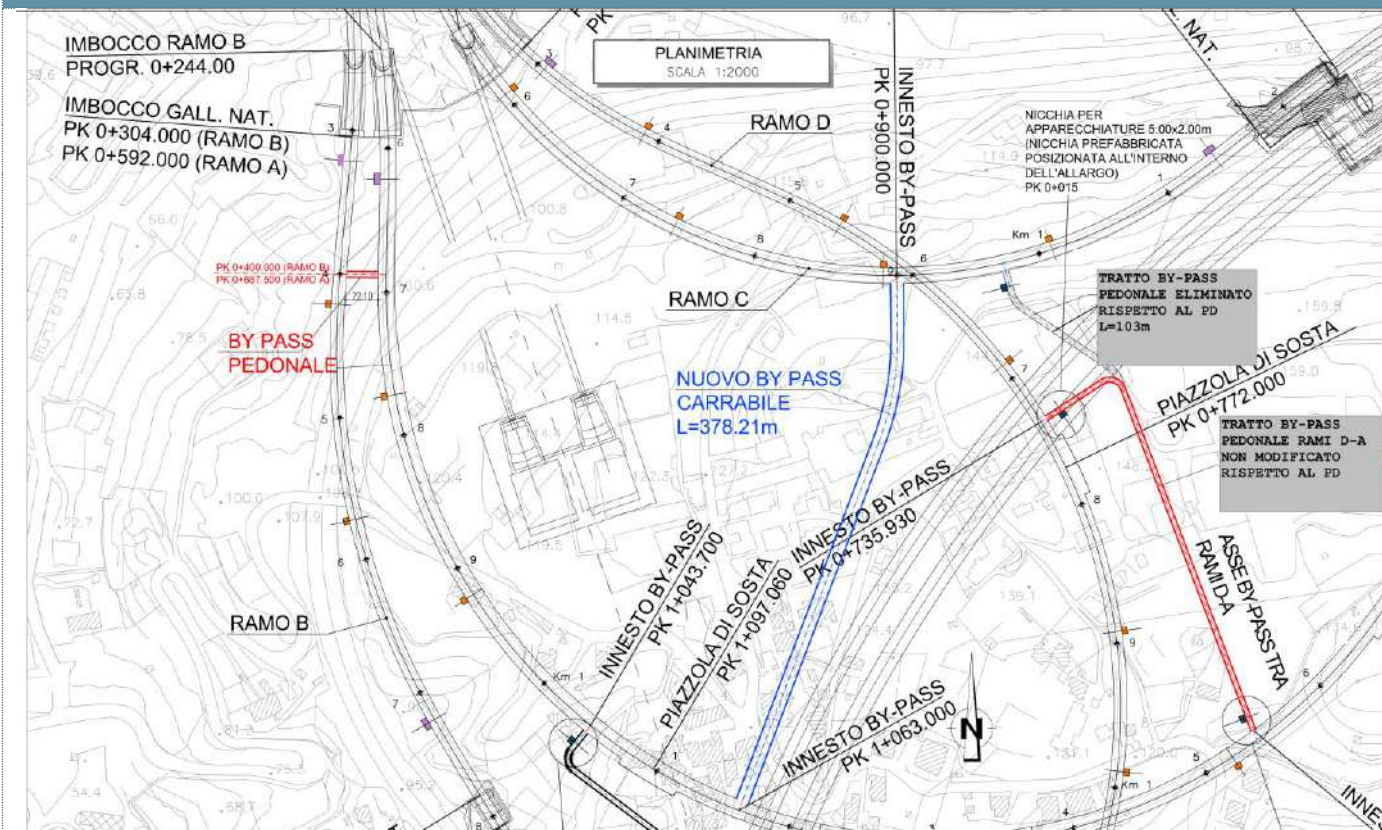 IMBOCCO RAMO B
PROGR. 0+244.00
IMBOCCO GALL. NAT.
PK 0+304.000 (RAMO B)
PK 0+592.000 (RAMO A)
PLANIMETRIA
SCALA 1:2000
PK
RAMO D
INNESTO BY-PASS
PK 0+900.000
NAT.
NICCHIA PER
APPARECCHIATURE 5.00x2.00m
(NICCHIA PREFABBRICATA
POSIZIONATA ALL'INTERNO
DELL'ALLARGO)
PK 0+015
PK 0+400.000 (RAMO B)
PK 0+687.500 (RAMO A)
22.10
BY PASS
PEDONALE
RAMO C
Km 1
TRATTO BY-PASS
PEDONALE ELIMINATO
RISPETTO AL PD
L=103m
NUOVO BY PASS
CARRABILE
L=378.21m
PIAZZOLA DI SOSTA
PK 0+772.000
TRATTO BY-PASS
PEDONALE RAMI D-A
NON MODIFICATO
RISPETTO AL PD
INNESTO BY-PASS
PK 0+735.930
INNESTO BY-PASS
PK 1+043.700
PIAZZOLA DI SOSTA
PK 1+097.060
ASSE BY-PASS TRA
RAMI D-A
RAMO B
Km 1
INNESTO BY-PASS
PK 1+063.000
N
Km 1
INNES